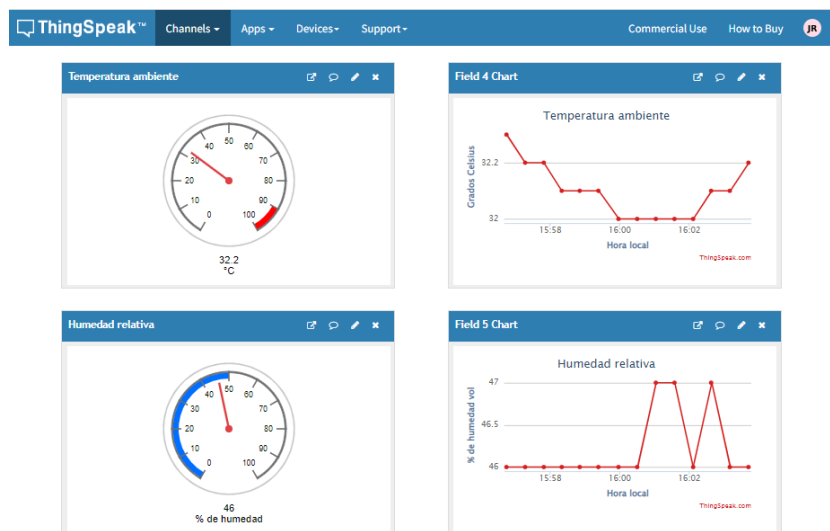 ThingSpeak™ Channels Apps Devices Support Commercial Use How to Buy JR
Temperatura ambiente
0
10
20
30
40
50
60
70
80
90
100
32.2
°C
Field 4 Chart
Temperatura ambiente
Grados Celsius
32.2
32
15:58 16:00 16:02
Hora local
ThingSpeak.com
Humedad relativa
0
10
20
30
40
50
60
70
80
90
100
46
% de humedad
Field 5 Chart
Humedad relativa
% de humedad vol
47
46.5
46
15:58 16:00 16:02
Hora local
ThingSpeak.com